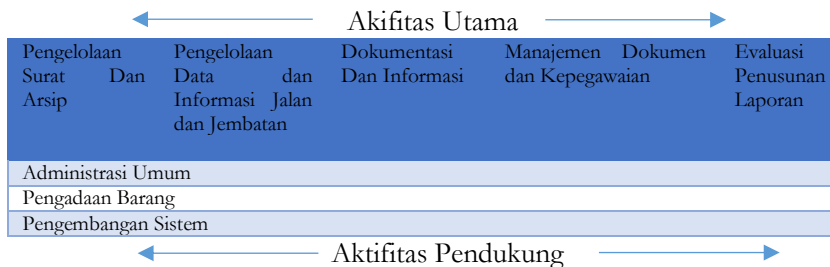 Akifitas Utama
Pengelolaan Surat Dan Arsip
Pengelolaan Data dan Informasi Jalan dan Jembatan
Dokumentasi Dan Informasi
Manajemen Dokumen dan Kepegawaian
Evaluasi Penusunan Laporan
Administrasi Umum
Pengadaan Barang
Pengembangan Sistem
Aktifitas Pendukung